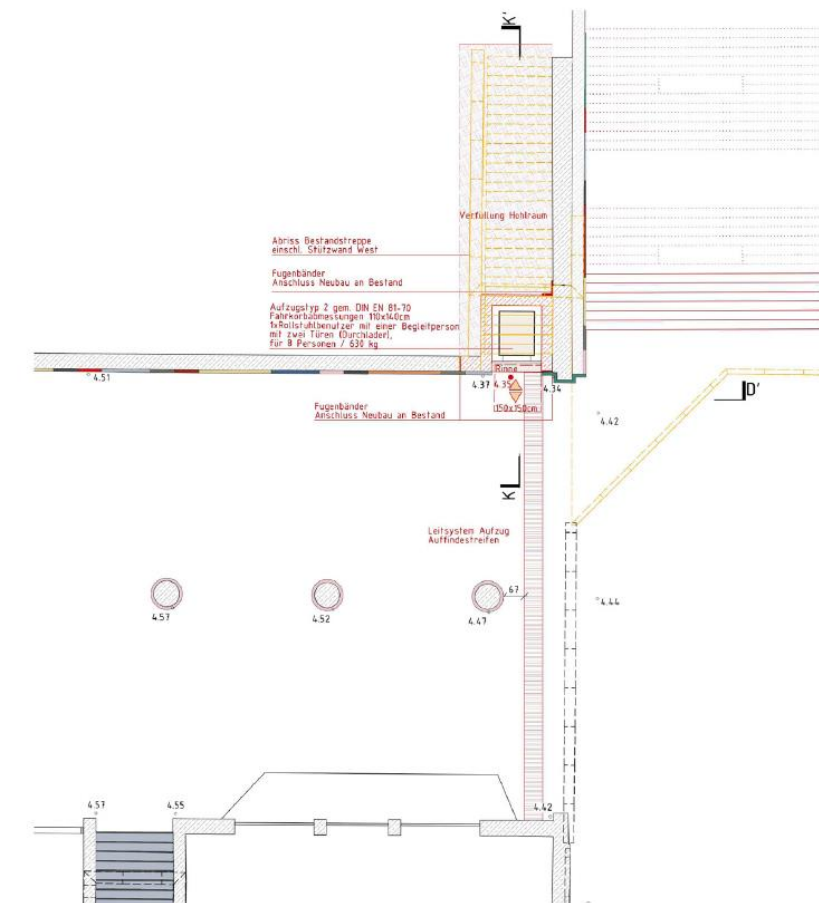 K'
Verfüllung Hohlraum
Abriss Bestandstreppe
einschl. Stützwand West
Fugenbänder
Anschluss Neubau an Bestand
Aufzugstyp 2 gem. DIN EN 81-70
Fahrkorbabmessungen 110x140cm
1xRollstuhlbenutzer mit einer Begleitperson
mit zwei Türen (Durchlader),
für 8 Personen / 630 kg
Rinne
4.51
4.37
4.35
4.34
D'
150x150cm
Fugenbänder
Anschluss Neubau an Bestand
4.42
K
Leitsystem Aufzug
Auffindestreifen
67
4.44
4.57
4.52
4.47
4.57
4.55
4.42